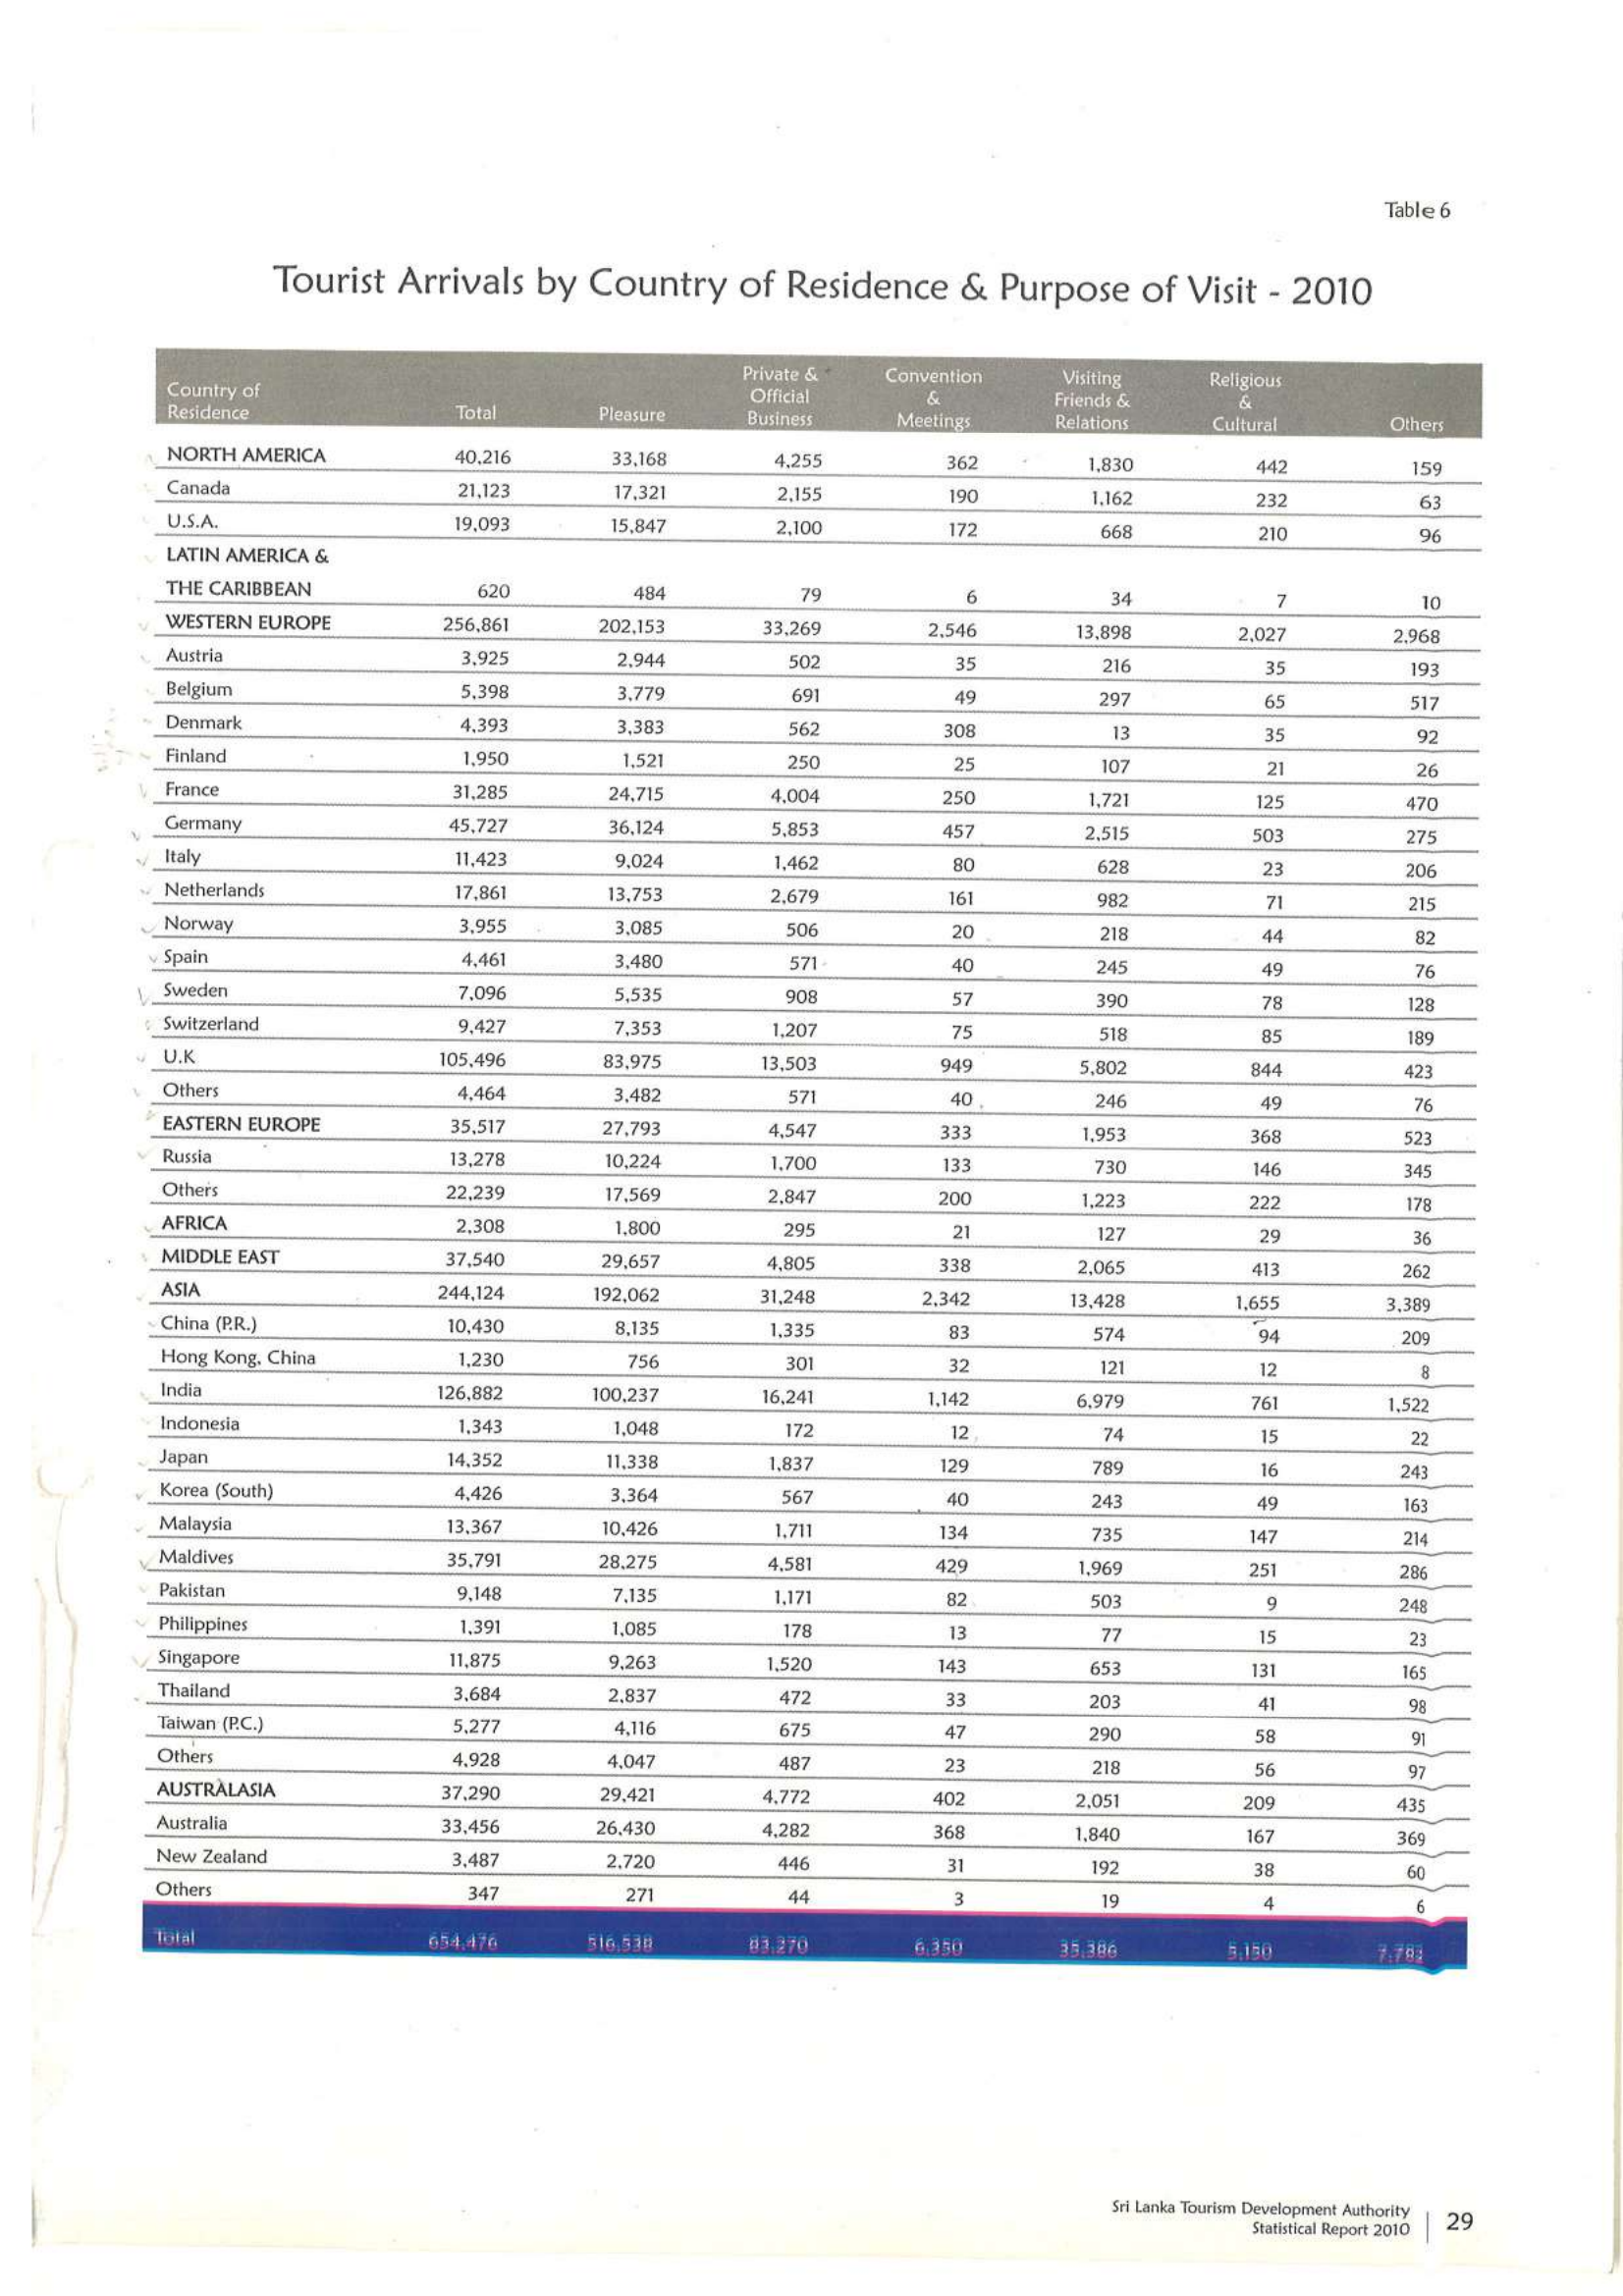 Table 6
Tourist Arrivals by Country of Residence & Purpose of Visit - 2010
Country of Residence Total Pleasure Private & Official Business Convention & Meetings Visiting Friends & Relations Religious & Cultural Others
NORTH AMERICA 40,216 33,168 4,255 362 1,830 442 159
Canada 21,123 17,321 2,155 190 1,162 232 63
U.S.A. 19,093 15,847 2,100 172 668 210 96
LATIN AMERICA &
THE CARIBBEAN 620 484 79 6 34 7 10
WESTERN EUROPE 256,861 202,153 33,269 2,546 13,898 2,027 2,968
Austria 3,925 2,944 502 35 216 35 193
Belgium 5,398 3,779 691 49 297 65 517
Denmark 4,393 3,383 562 308 13 35 92
Finland 1,950 1,521 250 25 107 21 26
France 31,285 24,715 4,004 250 1,721 125 470
Germany 45,727 36,124 5,853 457 2,515 503 275
Italy 11,423 9,024 1,462 80 628 23 206
Netherlands 17,861 13,753 2,679 161 982 71 215
Norway 3,955 3,085 506 20 218 44 82
Spain 4,461 3,480 571 40 245 49 76
Sweden 7,096 5,535 908 57 390 78 128
Switzerland 9,427 7,353 1,207 75 518 85 189
U.K 105,496 83,975 13,503 949 5,802 844 423
Others 4,464 3,482 571 40 246 49 76
EASTERN EUROPE 35,517 27,793 4,547 333 1,953 368 523
Russia 13,278 10,224 1,700 133 730 146 345
Others 22,239 17,569 2,847 200 1,223 222 178
AFRICA 2,308 1,800 295 21 127 29 36
MIDDLE EAST 37,540 29,657 4,805 338 2,065 413 262
ASIA 244,124 192,062 31,248 2,342 13,428 1,655 3,389
China (P.R.) 10,430 8,135 1,335 83 574 94 209
Hong Kong, China 1,230 756 301 32 121 12 8
India 126,882 100,237 16,241 1,142 6,979 761 1,522
Indonesia 1,343 1,048 172 12 74 15 22
Japan 14,352 11,338 1,837 129 789 16 243
Korea (South) 4,426 3,364 567 40 243 49 163
Malaysia 13,367 10,426 1,711 134 735 147 214
Maldives 35,791 28,275 4,581 429 1,969 251 286
Pakistan 9,148 7,135 1,171 82 503 9 248
Philippines 1,391 1,085 178 13 77 15 23
Singapore 11,875 9,263 1,520 143 653 131 165
Thailand 3,684 2,837 472 33 203 41 98
Taiwan (P.C.) 5,277 4,116 675 47 290 58 91
Others 4,928 4,047 487 23 218 56 97
AUSTRALASIA 37,290 29,421 4,772 402 2,051 209 435
Australia 33,456 26,430 4,282 368 1,840 167 369
New Zealand 3,487 2,720 446 31 192 38 60
Others 347 271 44 3 19 4 6
Total 654,476 516,538 83,270 6,350 35,386 5,150
Sri Lanka Tourism Development Authority
Statistical Report 2010 29